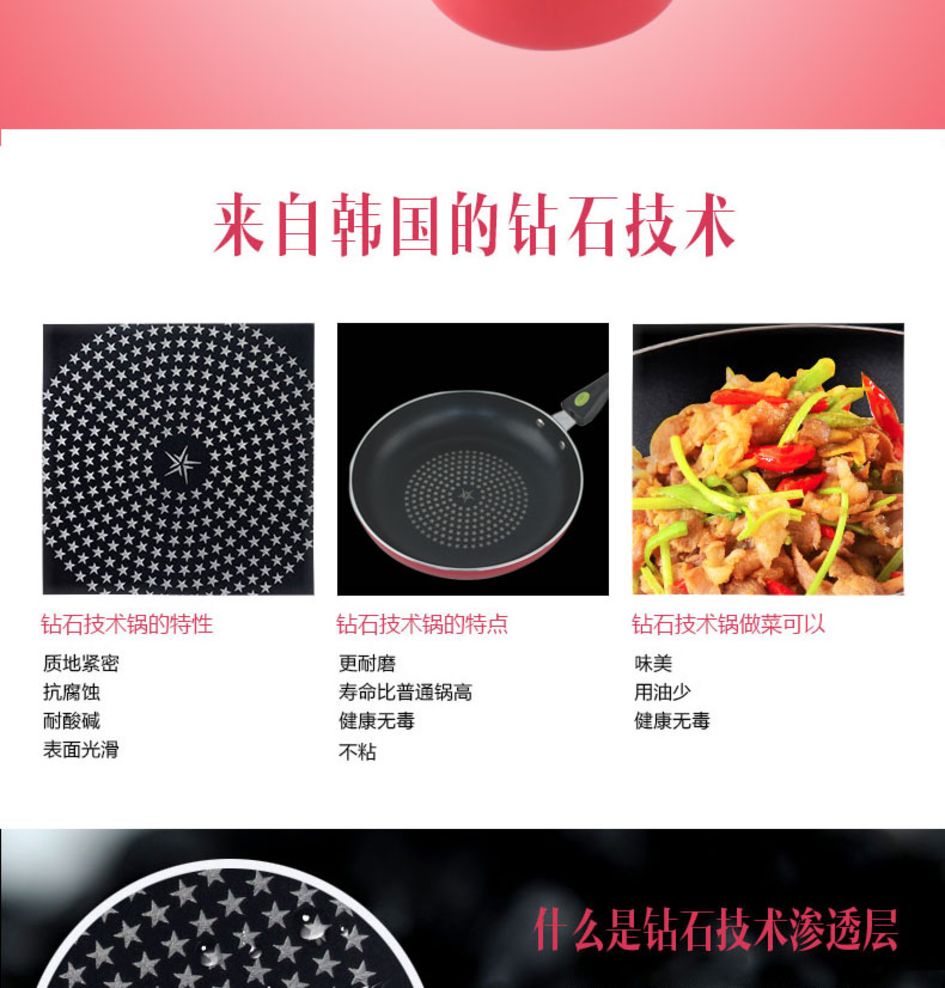 来自韩国的钻石技术
钻石技术锅的特性
质地紧密
抗腐蚀
耐酸碱
表面光滑
钻石技术锅的特点
更耐磨
寿命比普通锅高
健康无毒
不粘
钻石技术锅做菜可以
味美
用油少
健康无毒
什么是钻石技术渗透层